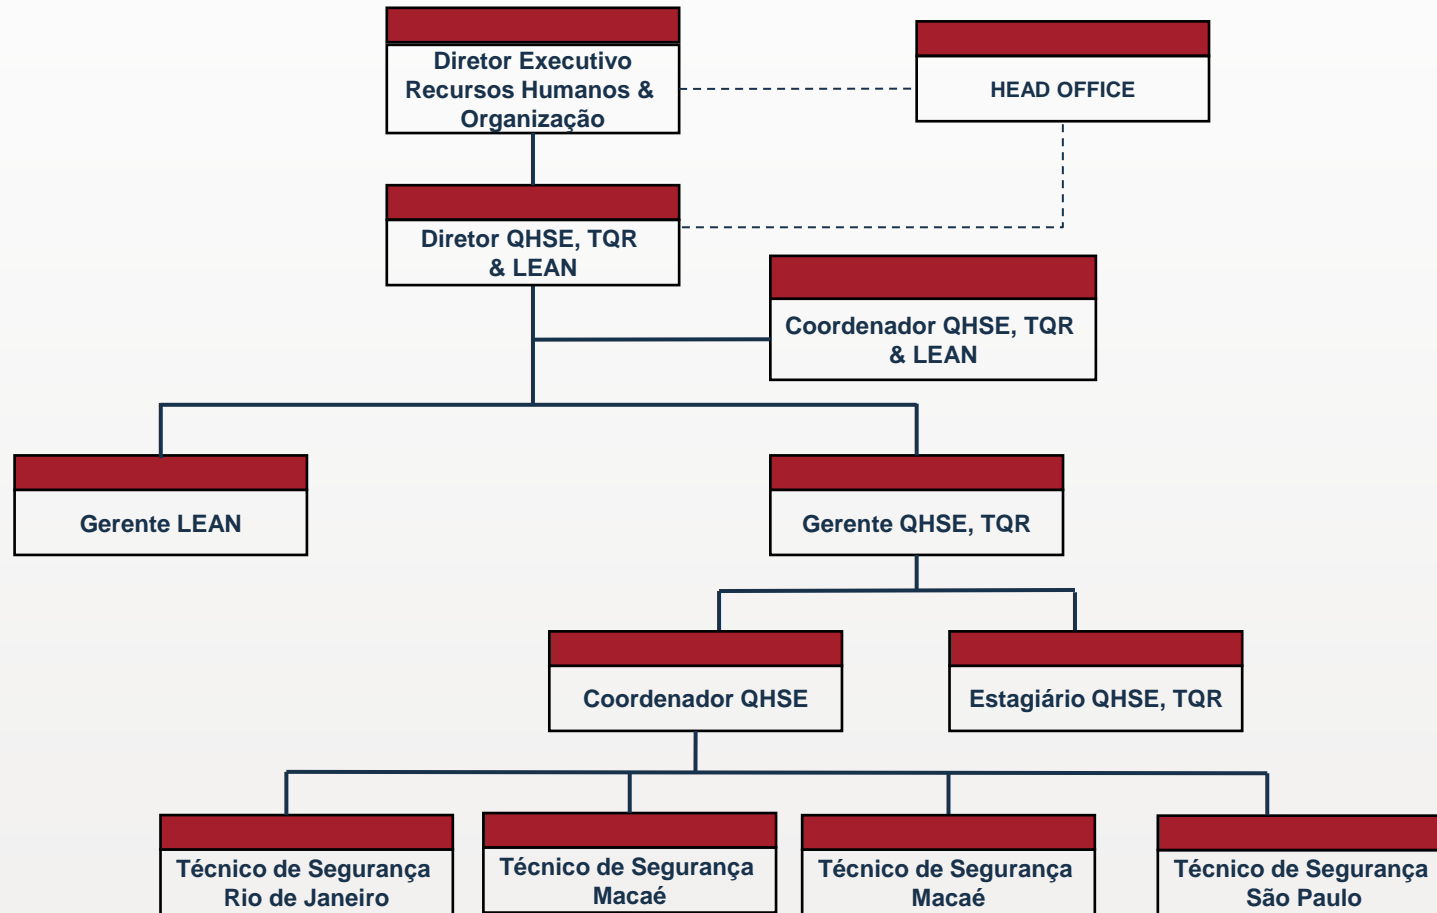 Diretor Executivo
Recursos Humanos &
Organização
HEAD OFFICE
Diretor QHSE, TQR
& LEAN
Coordenador QHSE, TQR
& LEAN
Gerente LEAN
Gerente QHSE, TQR
Coordenador QHSE
Estagiário QHSE, TQR
Técnico de Segurança
Rio de Janeiro
Técnico de Segurança
Macaé
Técnico de Segurança
Macaé
Técnico de Segurança
São Paulo